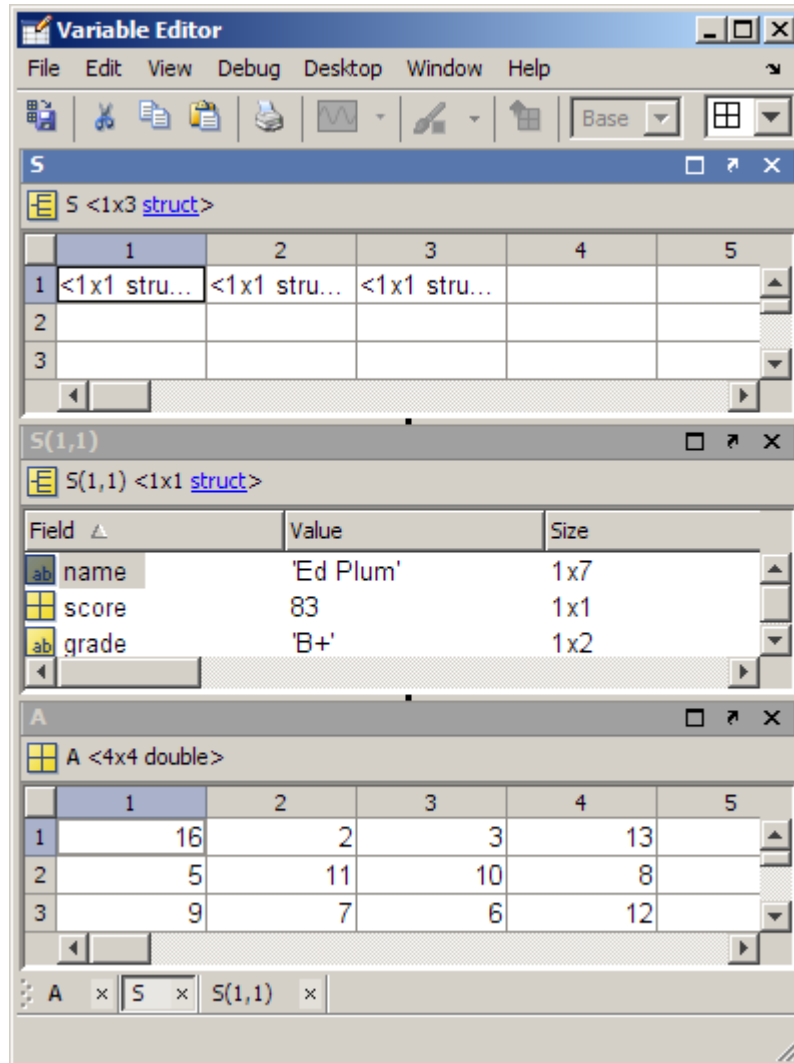 Variable Editor
File Edit View Debug Desktop Window Help
Base
S
S <1x3 struct>
1 2 3 4 5
1 <1x1 stru... <1x1 stru... <1x1 stru...
2
3
S(1,1)
S(1,1) <1x1 struct>
Field Value Size
ab name 'Ed Plum' 1x7
score 83 1x1
ab grade 'B+' 1x2
A
A <4x4 double>
1 2 3 4 5
1 16 2 3 13
2 5 11 10 8
3 9 7 6 12
A S S(1,1)